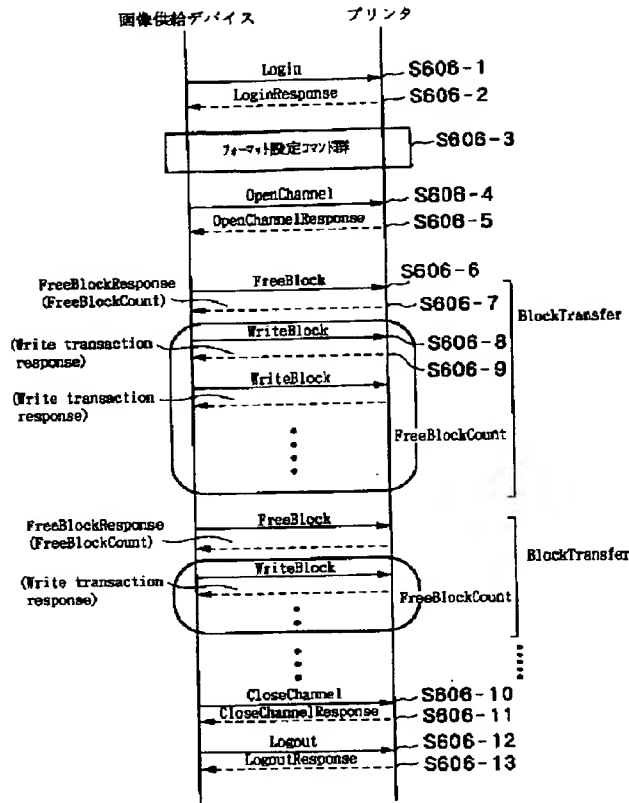 画像供給デバイス プリンタ
Login S606-1
LoginResponse S606-2
フォーマット設定コマンド群 S606-3
OpenChannel S606-4
OpenChannelResponse S606-5
S606-6
FreeBlockResponse FreeBlock
(FreeBlockCount) S606-7
BlockTransfer
WriteBlock S606-8
(Write transaction
response) S606-9
WriteBlock
(Write transaction
response)
FreeBlockCount
FreeBlockResponse FreeBlock
(FreeBlockCount)
BlockTransfer
WriteBlock
(Write transaction
response) FreeBlockCount
CloseChannel S606-10
CloseChannelResponse S606-11
Logout S606-12
LogoutResponse S606-13